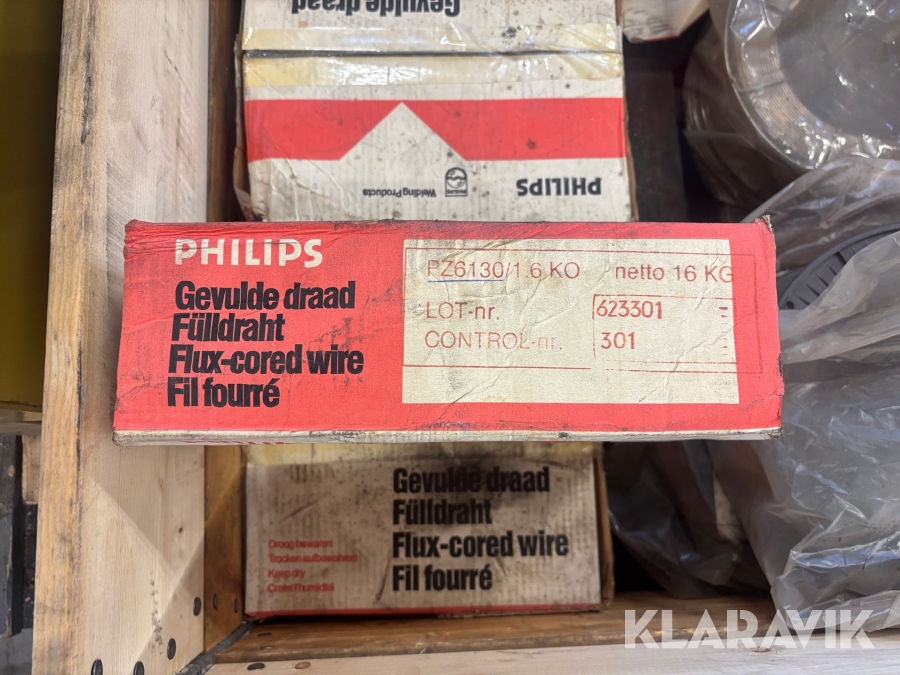 Gevulde draad
Welding Products
PHILIPS
PHILIPS
Gevulde draad
Fülldraht
Flux-cored wire
Fil fourré
PZ6130/1.6 KO netto 16 KG
LOT-nr. 623301
CONTROL-nr. 301
Gevulde draad
Fülldraht
Flux-cored wire
Fil fourré
Droog bewaren
Trocken aufbewahren
Keep dry
Craint l'humidité
KLARAVIK